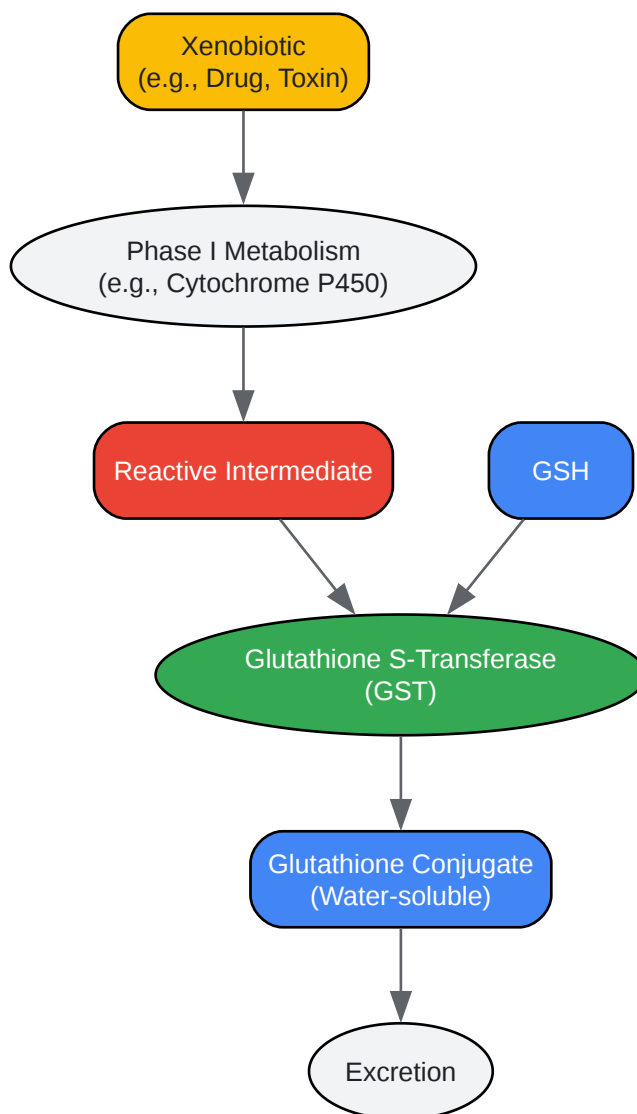 Xenobiotic
(e.g., Drug, Toxin)
Phase I Metabolism
(e.g., Cytochrome P450)
Reactive Intermediate
GSH
Glutathione S-Transferase
(GST)
Glutathione Conjugate
(Water-soluble)
Excretion